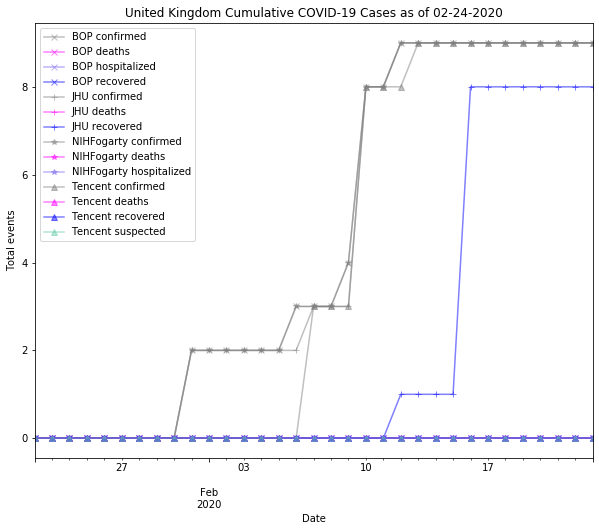 United Kingdom Cumulative COVID-19 Cases as of 02-24-2020
BOP confirmed
BOP deaths
BOP hospitalized
BOP recovered
JHU confirmed
JHU deaths
JHU recovered
NIHFogarty confirmed
NIHFogarty deaths
NIHFogarty hospitalized
Tencent confirmed
Tencent deaths
Tencent recovered
Tencent suspected
Total events
8
6
4
2
0
27 03 10 17
Feb
2020
Date